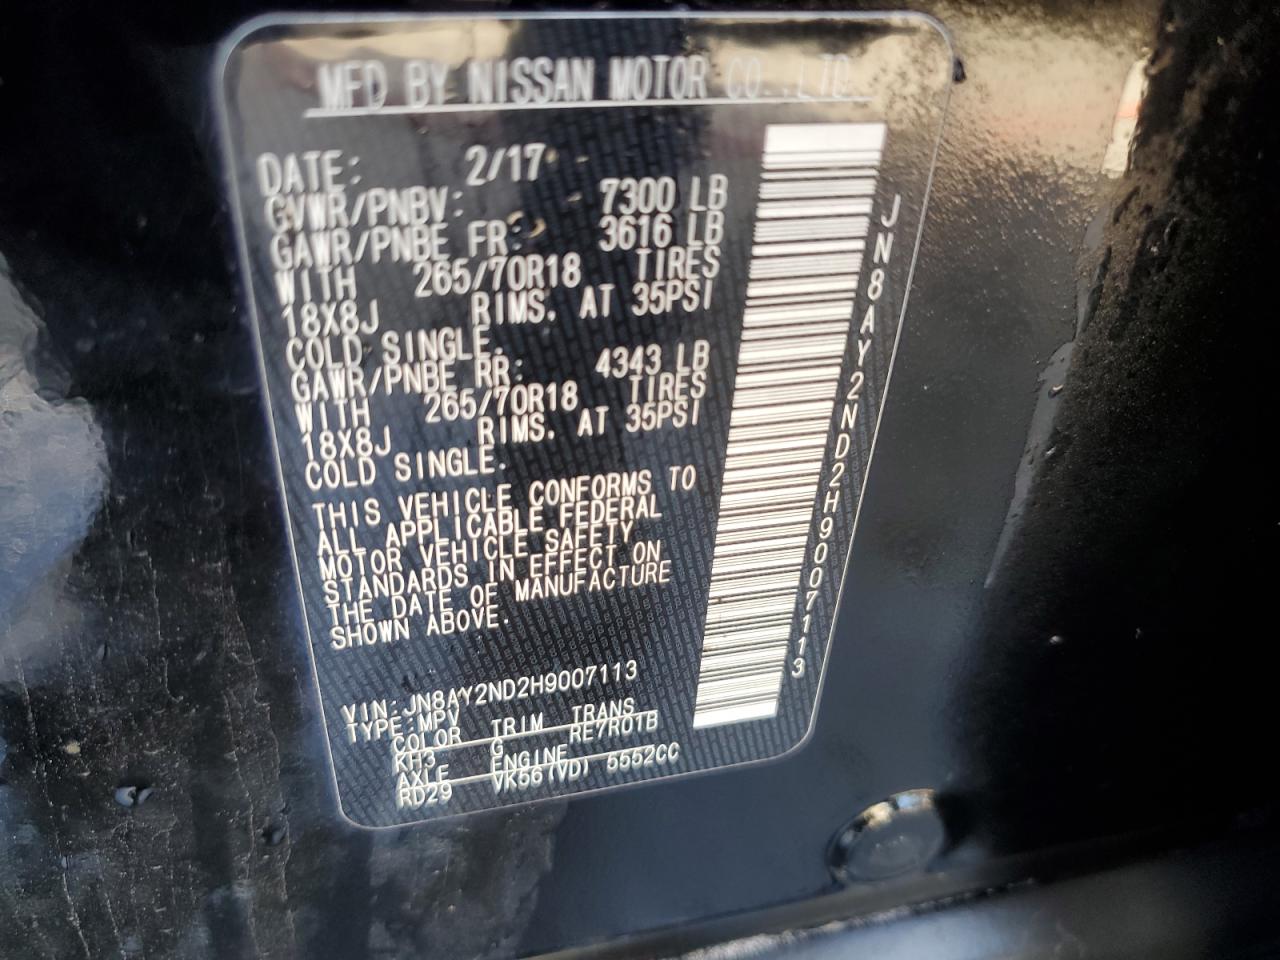 MFD BY NISSAN MOTOR CO.,LTD.
DATE: 2/17
GVWR/PNBV: 7300 LB
GAWR/PNBE FR: 3616 LB
WITH 265/70R18 TIRES
18X8J RIMS. AT 35PSI
COLD SINGLE.
GAWR/PNBE RR: 4343 LB
WITH 265/70R18 TIRES
18X8J RIMS. AT 35PSI
COLD SINGLE.
THIS VEHICLE CONFORMS TO
ALL APPLICABLE FEDERAL
MOTOR VEHICLE SAFETY
STANDARDS IN EFFECT ON
THE DATE OF MANUFACTURE
SHOWN ABOVE.
VIN:JN8AY2ND2H9007113
TYPE:MPV
COLOR TRIM TRANS
KH3 G RE7R01B
AXLE ENGINE
RD29 VK56(VD) 5552CC
JN8AY2ND2H9007113